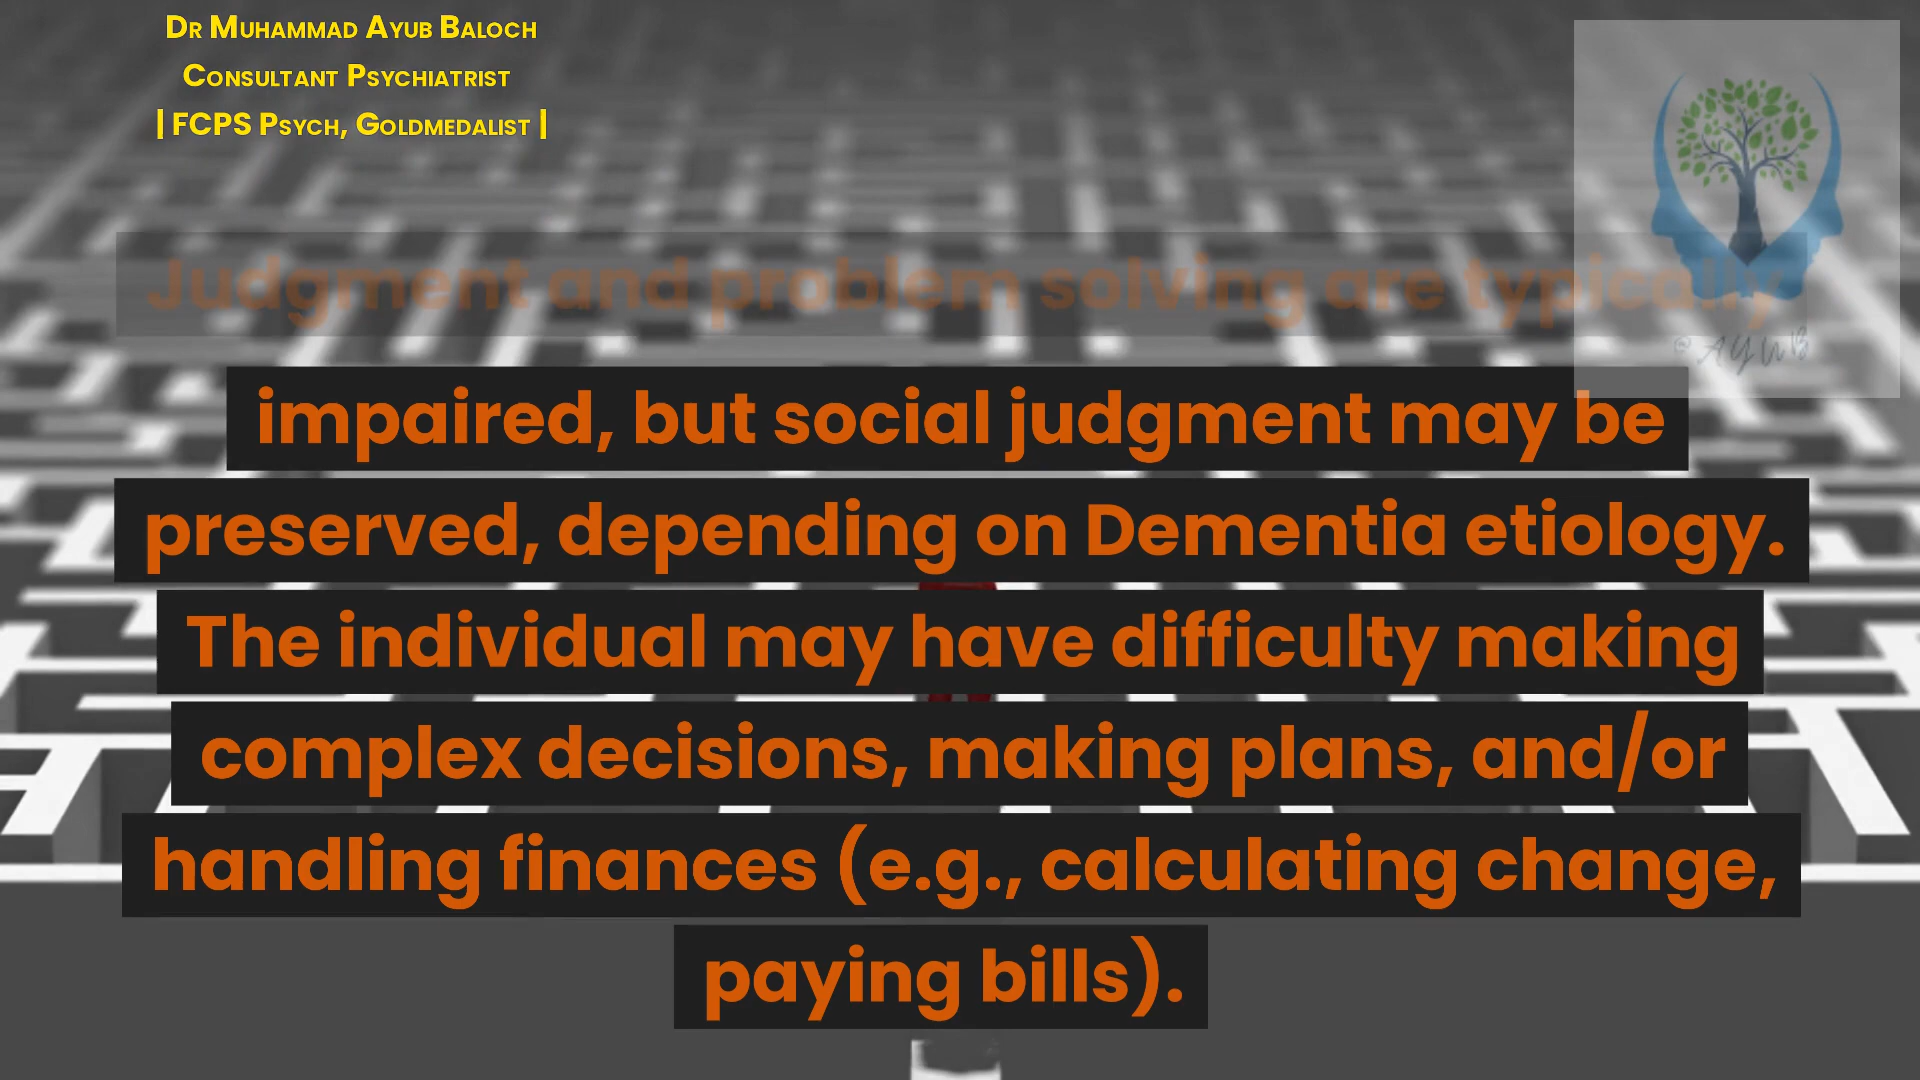 Dr Muhammad Ayub Baloch
Consultant Psychiatrist
| FCPS Psych, Goldmedalist |
Judgment and problem solving are typically
@ Ayub
impaired, but social judgment may be
preserved, depending on Dementia etiology.
The individual may have difficulty making
complex decisions, making plans, and/or
handling finances (e.g., calculating change,
paying bills).